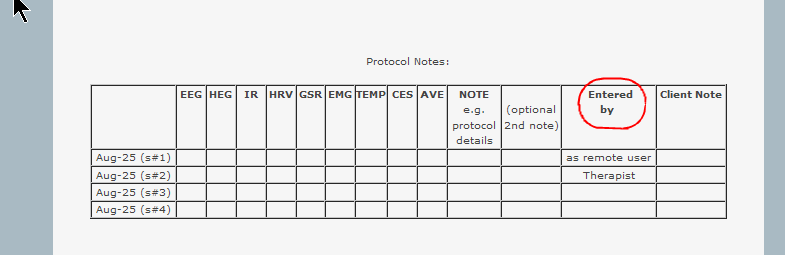 Protocol Notes:
EEG HEG IR HRV GSR EMG TEMP CES AVE NOTE e.g. protocol details (optional 2nd note) Entered by Client Note
Aug-25 (s#1) as remote user
Aug-25 (s#2) Therapist
Aug-25 (s#3)
Aug-25 (s#4)